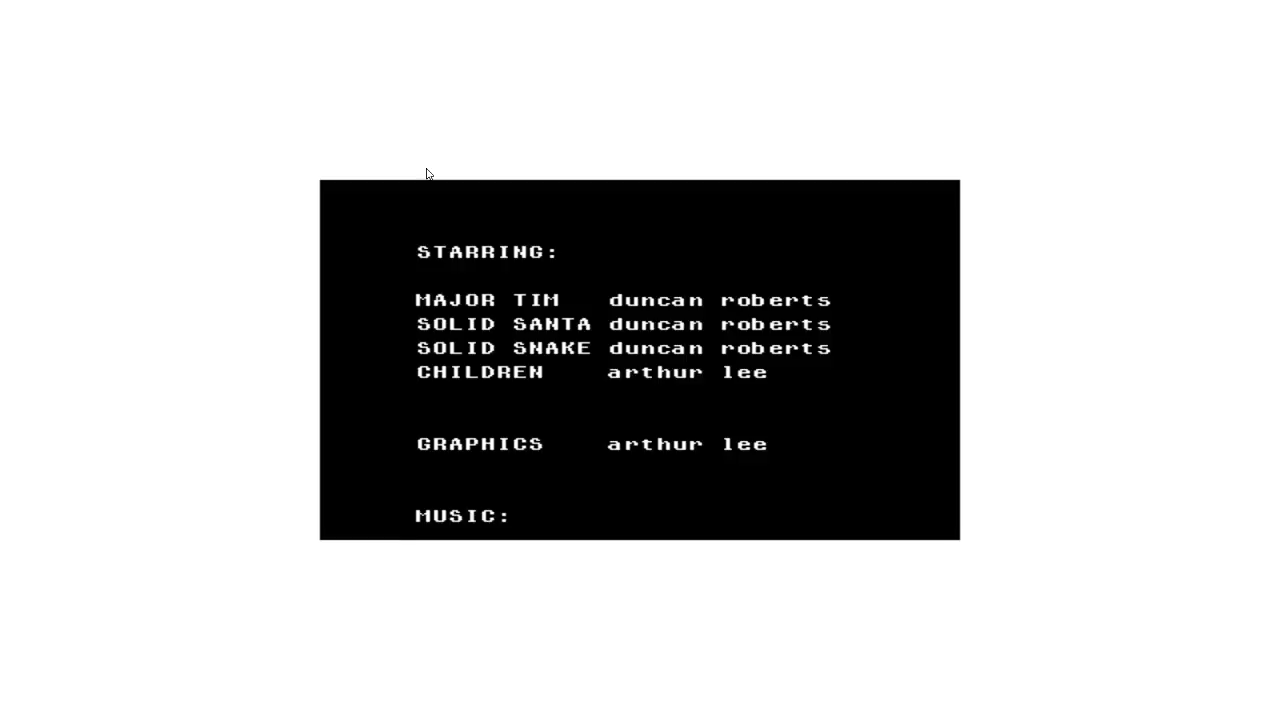 STARRING:
MAJOR TIM duncan roberts
SOLID SANTA duncan roberts
SOLID SNAKE duncan roberts
CHILDREN arthur lee
GRAPHICS arthur lee
MUSIC: